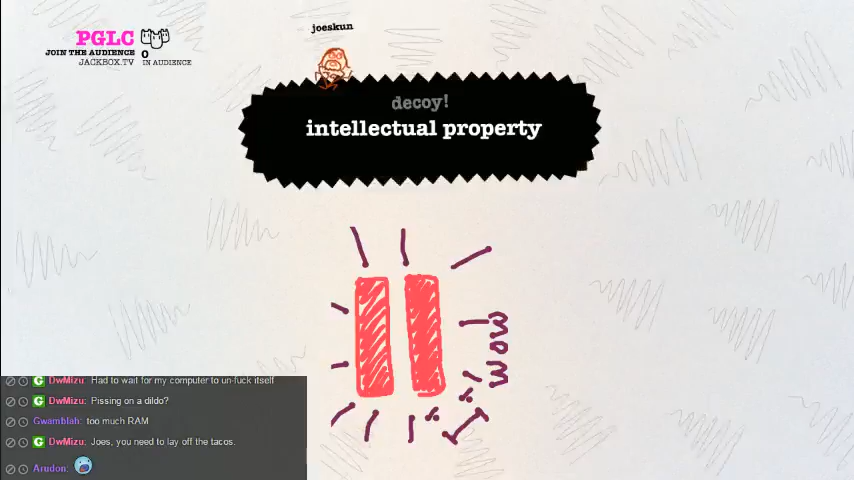 joeskun
PGLC
JOIN THE AUDIENCE
JACKBOX.TV
0
IN AUDIENCE
decoy!
intellectual property
WOW
DwMizu: Had to wait for my computer to un-fuck itself
DwMizu: Pissing on a dildo?
Gwamblah: too much RAM
DwMizu: Joes, you need to lay off the tacos.
Arudon: